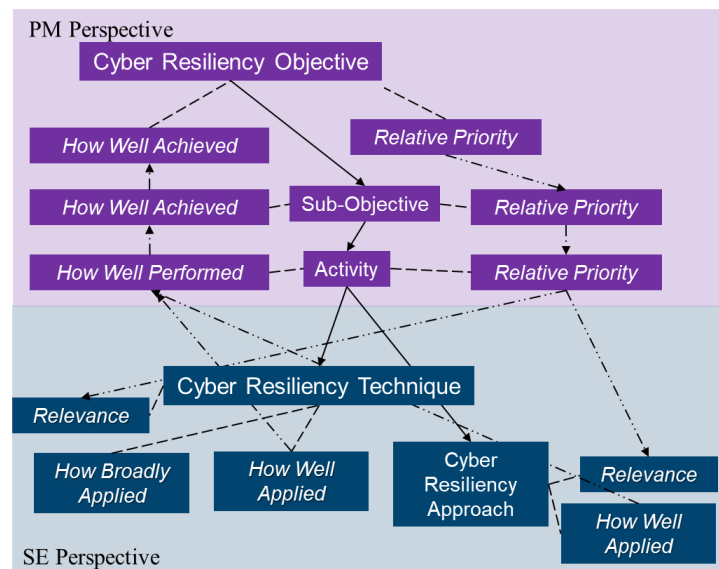 PM Perspective
Cyber Resiliency Objective
How Well Achieved
Relative Priority
How Well Achieved
Sub-Objective
Relative Priority
How Well Performed
Activity
Relative Priority
Cyber Resiliency Technique
Relevance
How Broadly
Applied
How Well
Applied
Cyber
Resiliency
Approach
Relevance
How Well
Applied
SE Perspective